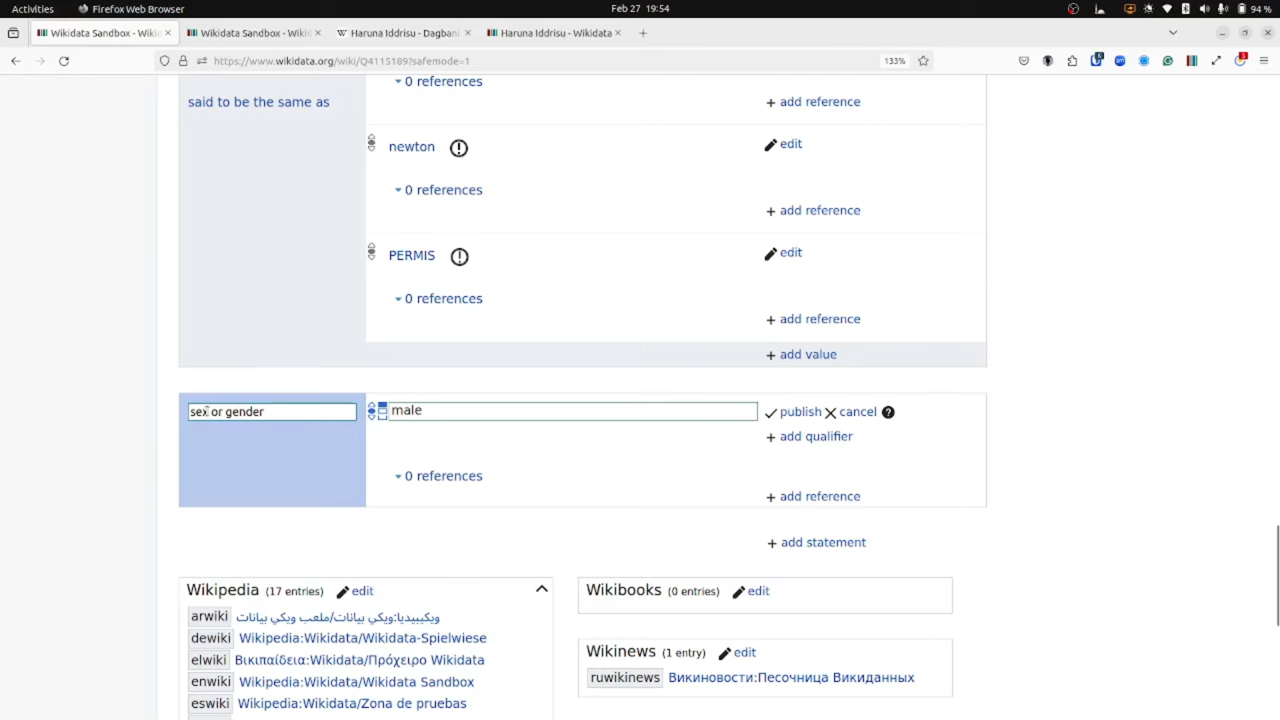 Activities Firefox Web Browser Feb 27 19:54 94 %
Wikidata Sandbox - Wikid Wikidata Sandbox - Wikid Haruna Iddrisu - Dagbani Haruna Iddrisu - Wikidata
https://www.wikidata.org/wiki/Q4115189?safemode=1 133%
0 references
said to be the same as
+ add reference
newton edit
0 references
+ add reference
PERMIS edit
0 references
+ add reference
+ add value
sex or gender male publish cancel
+ add qualifier
0 references
+ add reference
+ add statement
Wikipedia (17 entries) edit
arwiki ويكيبيديا:ويكي بيانات/ملعب ويكي بيانات
dewiki Wikipedia:Wikidata/Wikidata-Spielwiese
elwiki Βικιπαίδεια:Wikidata/Πρόχειρο Wikidata
enwiki Wikipedia:Wikidata/Wikidata Sandbox
eswiki Wikipedia:Wikidata/Zona de pruebas
Wikibooks (0 entries) edit
Wikinews (1 entry) edit
ruwikinews Викиновости:Песочница Викиданных